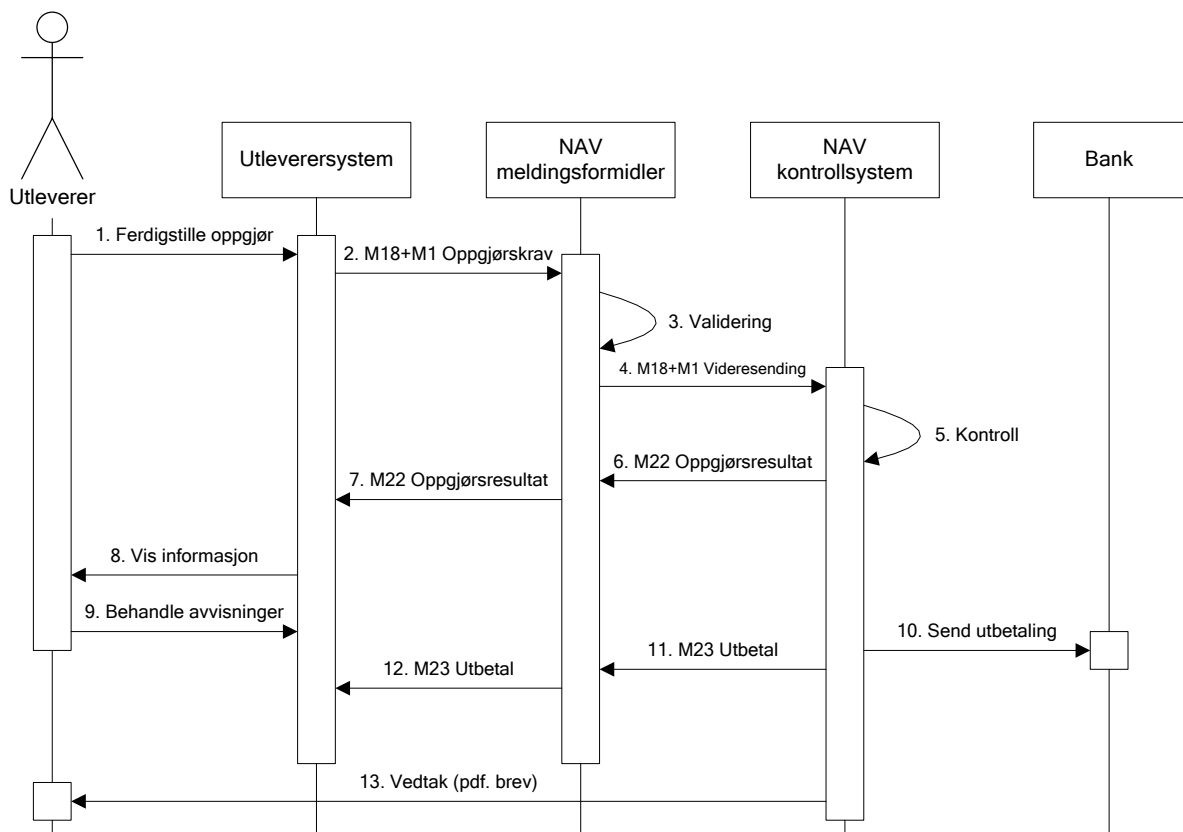 Utleverer
Utleverersystem
NAV
meldingsformidler
NAV
kontrollsystem
Bank
1. Ferdigstille oppgjør
2. M18+M1 Oppgjørskrav
3. Validering
4. M18+M1 Videresending
5. Kontroll
6. M22 Oppgjørsresultat
7. M22 Oppgjørsresultat
8. Vis informasjon
9. Behandle avvisninger
10. Send utbetaling
11. M23 Utbetal
12. M23 Utbetal
13. Vedtak (pdf. brev)